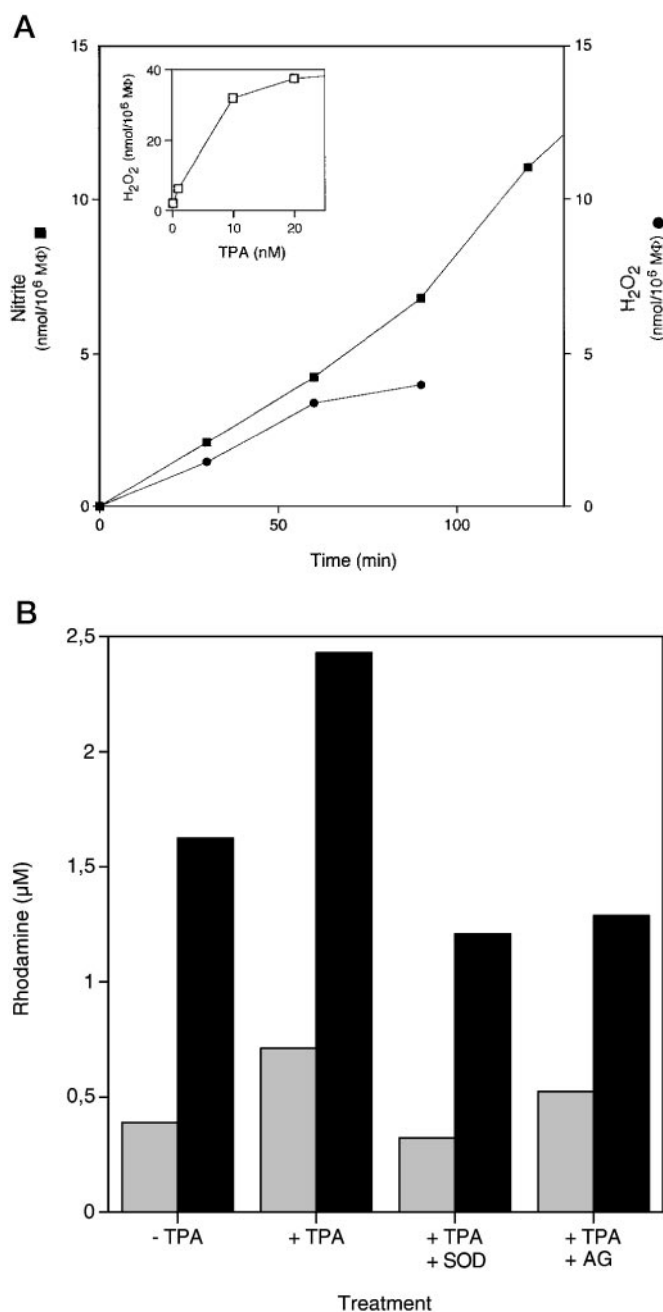 A
15
10
5
0
Nitrite ■
(nmol/10⁶ MΦ)
40
20
0
H₂O₂ (nmol/10⁶ MΦ)
0 10 20
TPA (nM)
15
10
5
0
H₂O₂ ●
(nmol/10⁶ MΦ)
0 50 100
Time (min)
B
2,5
2
1,5
1
0,5
0
Rhodamine (µM)
- TPA + TPA + TPA + TPA
+ SOD + AG
Treatment